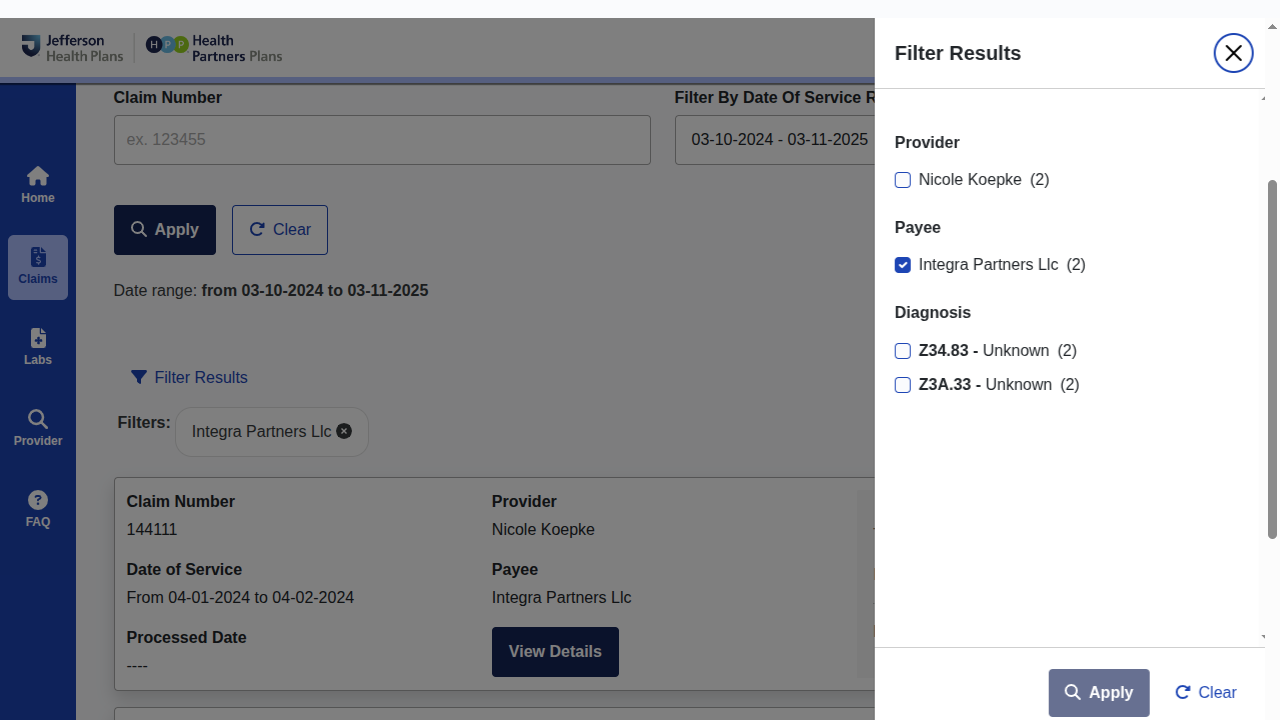 Jefferson
Health Plans
HPP
Health
Partners Plans
Filter Results
Claim Number
Filter By Date Of Service R
ex. 123455
03-10-2024 - 03-11-2025
Apply
Clear
Date range: from 03-10-2024 to 03-11-2025
Filter Results
Filters:
Integra Partners Llc
Claim Number
144111
Provider
Nicole Koepke
Date of Service
From 04-01-2024 to 04-02-2024
Payee
Integra Partners Llc
Processed Date
----
View Details
Home
Claims
Labs
Provider
FAQ
Provider
Nicole Koepke (2)
Payee
Integra Partners Llc (2)
Diagnosis
Z34.83 - Unknown (2)
Z3A.33 - Unknown (2)
Apply
Clear